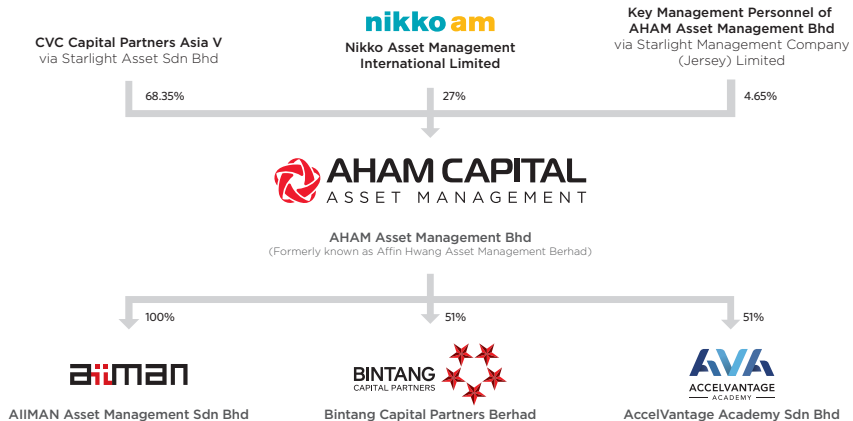 CVC Capital Partners Asia V
via Starlight Asset Sdn Bhd
68.35%
nikko am
Nikko Asset Management
International Limited
27%
Key Management Personnel of
AHAM Asset Management Bhd
via Starlight Management Company
(Jersey) Limited
4.65%
AHAM CAPITAL
ASSET MANAGEMENT
AHAM Asset Management Bhd
(Formerly known as Affin Hwang Asset Management Berhad)
100%
aiiman
AIIMAN Asset Management Sdn Bhd
51%
BINTANG
CAPITAL PARTNERS
Bintang Capital Partners Berhad
51%
AVA
ACCELVANTAGE
ACADEMY
AccelVantage Academy Sdn Bhd